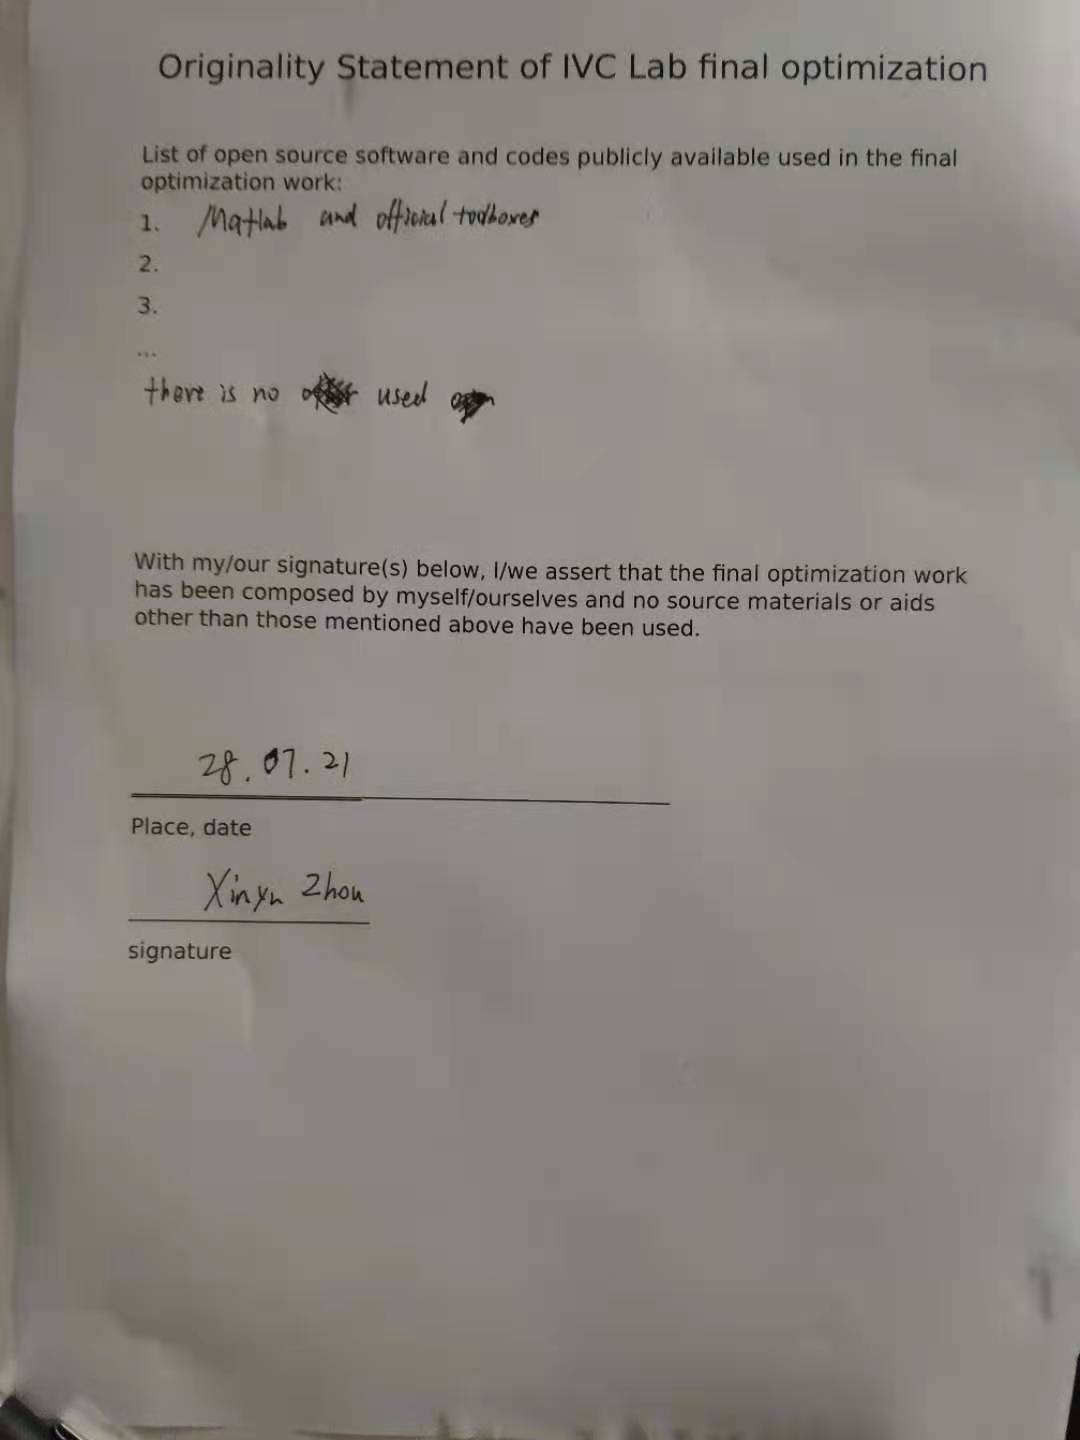 Originality Statement of IVC Lab final optimization
List of open source software and codes publicly available used in the final
optimization work:
1. Matlab and official toolboxes
2.
3.
...
there is no used
With my/our signature(s) below, I/we assert that the final optimization work
has been composed by myself/ourselves and no source materials or aids
other than those mentioned above have been used.
28.07.21
Place, date
Xinyu Zhou
signature